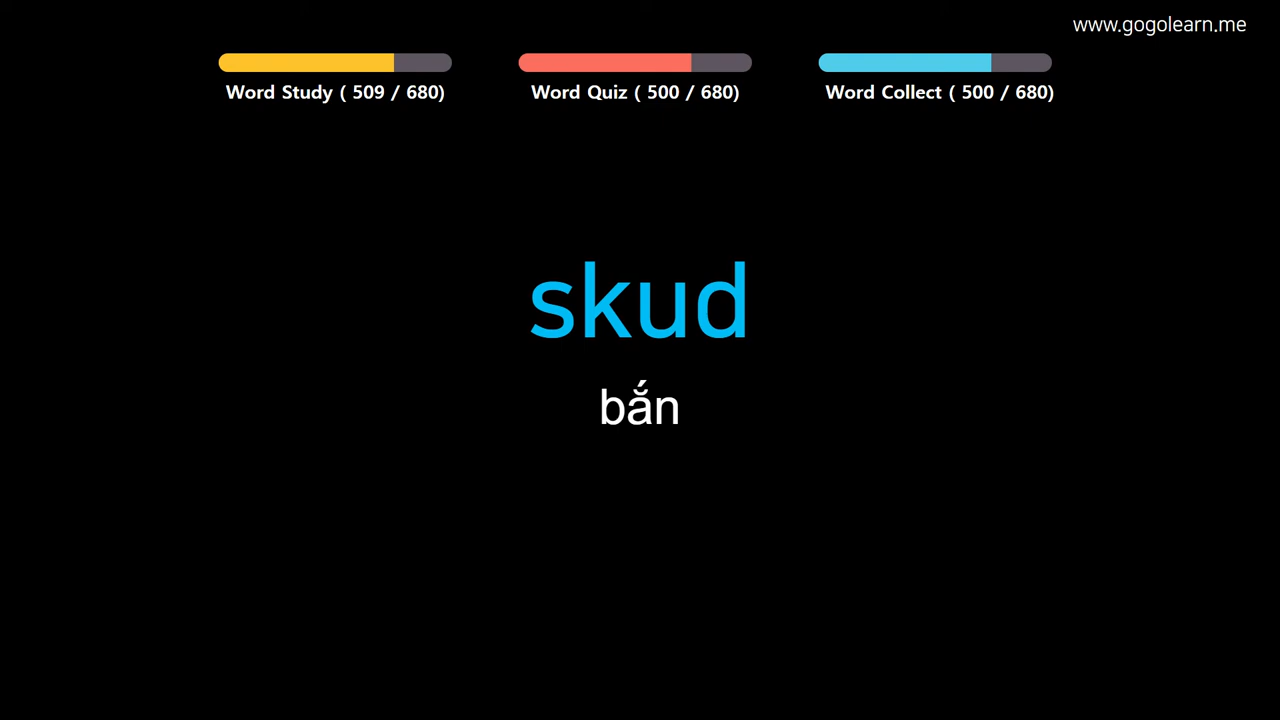 www.gogolearn.me
Word Study ( 509 / 680)
Word Quiz ( 500 / 680)
Word Collect ( 500 / 680)
skud
bắn